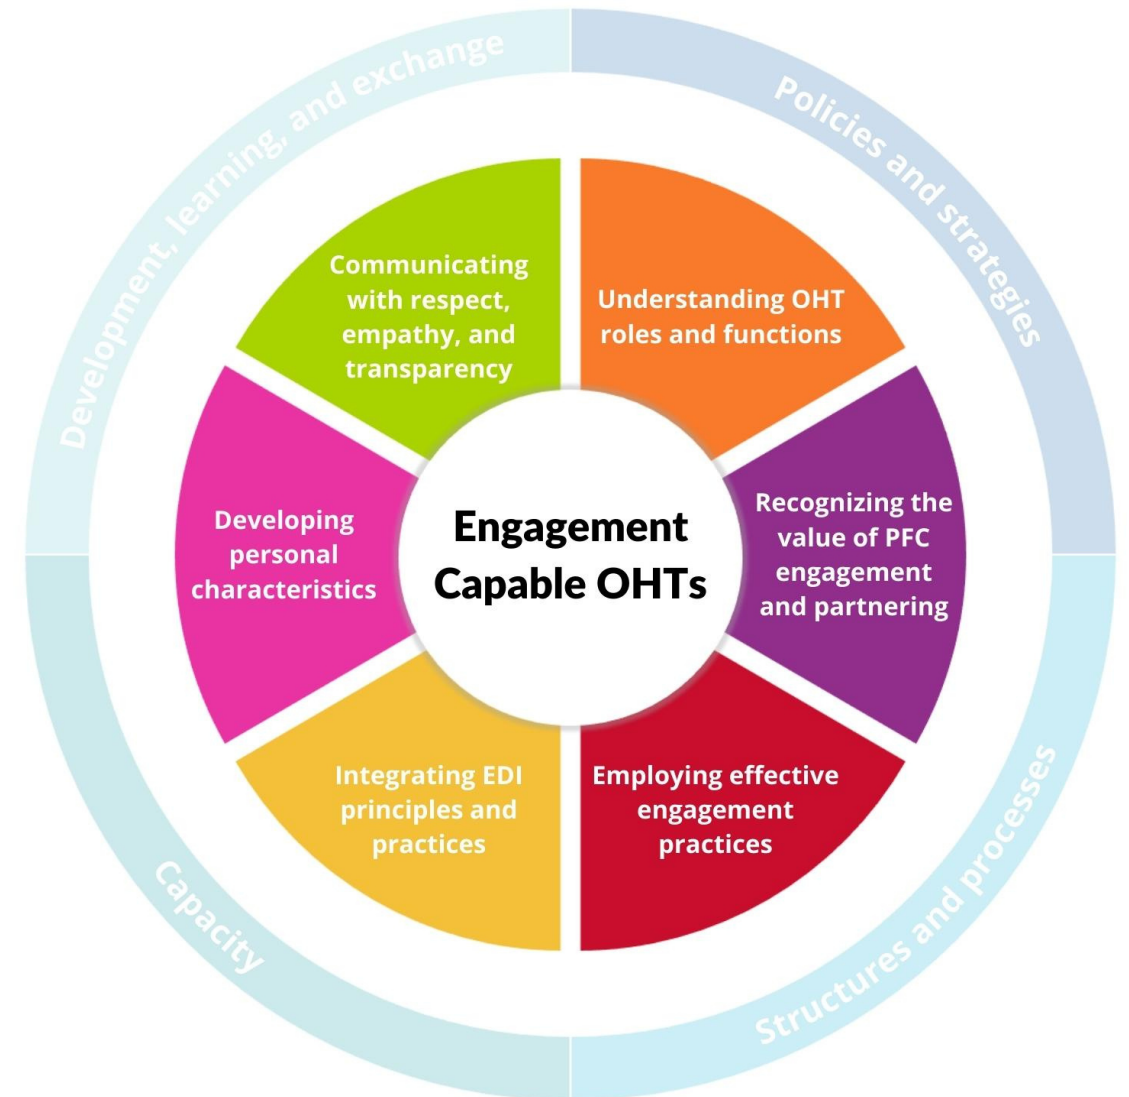 Development, learning, and exchange
Policies and strategies
Communicating
with respect,
empathy, and
transparency
Understanding OHT
roles and functions
Developing
personal
characteristics
Engagement
Capable OHTs
Recognizing the
value of PFC
engagement
and partnering
Integrating EDI
principles and
practices
Employing effective
engagement
practices
Capacity
Structures and processes